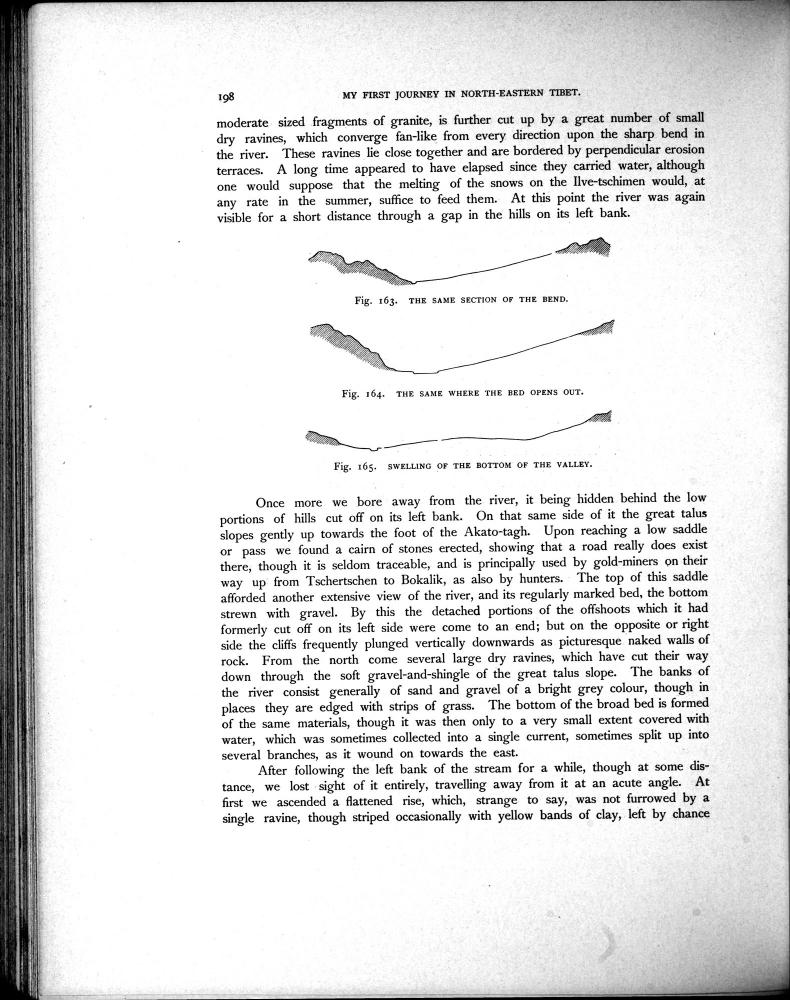 198
MY FIRST JOURNEY IN NORTH-EASTERN TIBET.
moderate sized fragments of granite, is further cut up by a great number of small
dry ravines, which converge fan-like from every direction upon the sharp bend in
the river. These ravines lie close together and are bordered by perpendicular erosion
terraces. A long time appeared to have elapsed since they carried water, although
one would suppose that the melting of the snows on the Ilve-tschimen would, at
any rate in the summer, suffice to feed them. At this point the river was again
visible for a short distance through a gap in the hills on its left bank.
Fig. 163. THE SAME SECTION OF THE BEND.
Fig. 164. THE SAME WHERE THE BED OPENS OUT.
Fig. 165. SWELLING OF THE BOTTOM OF THE VALLEY.
Once more we bore away from the river, it being hidden behind the low
portions of hills cut off on its left bank. On that same side of it the great talus
slopes gently up towards the foot of the Akato-tagh. Upon reaching a low saddle
or pass we found a cairn of stones erected, showing that a road really does exist
there, though it is seldom traceable, and is principally used by gold-miners on their
way up from Tschertschen to Bokalik, as also by hunters. The top of this saddle
afforded another extensive view of the river, and its regularly marked bed, the bottom
strewn with gravel. By this the detached portions of the offshoots which it had
formerly cut off on its left side were come to an end; but on the opposite or right
side the cliffs frequently plunged vertically downwards as picturesque naked walls of
rock. From the north come several large dry ravines, which have cut their way
down through the soft gravel-and-shingle of the great talus slope. The banks of
the river consist generally of sand and gravel of a bright grey colour, though in
places they are edged with strips of grass. The bottom of the broad bed is formed
of the same materials, though it was then only to a very small extent covered with
water, which was sometimes collected into a single current, sometimes split up into
several branches, as it wound on towards the east.
After following the left bank of the stream for a while, though at some dis-
tance, we lost sight of it entirely, travelling away from it at an acute angle. At
first we ascended a flattened rise, which, strange to say, was not furrowed by a
single ravine, though striped occasionally with yellow bands of clay, left by chance